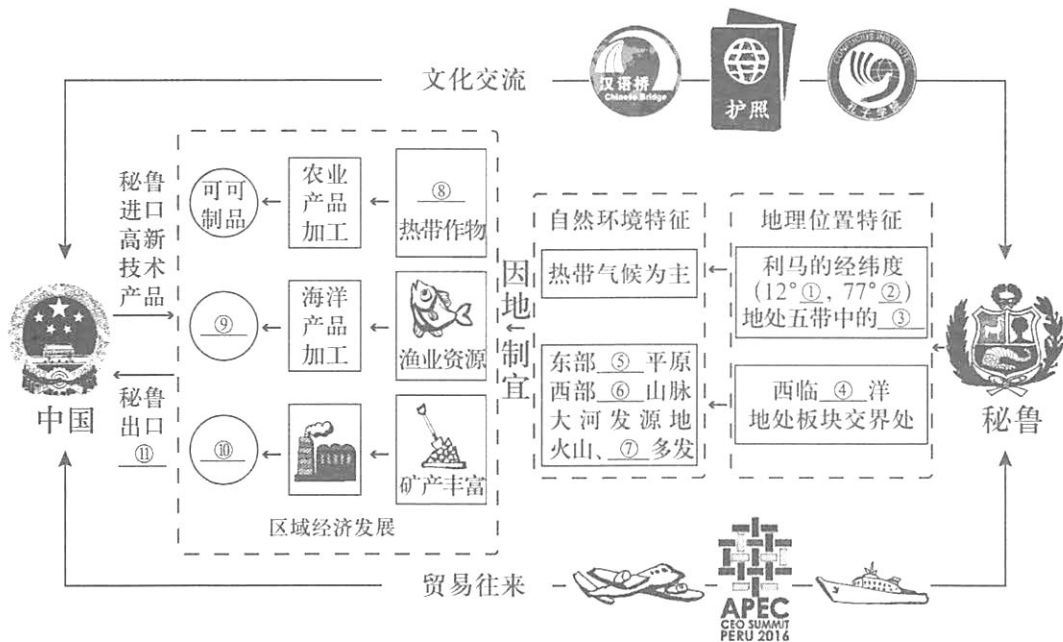 文化交流
汉语桥
Chinese Bridge
护照
CONFUCIUS INSTITUTE
孔子学院
秘鲁
进口
高新
技术
产品
可可
制品
农业
产品
加工
⑧
热带作物
⑨
海洋
产品
加工
渔业资源
⑩
矿产丰富
区域经济发展
因地制宜
自然环境特征
热带气候为主
东部⑤平原
西部⑥山脉
大河发源地
火山、⑦多发
地理位置特征
利马的经纬度
(12°①,77°②)
地处五带中的③
西临④洋
地处板块交界处
中国
秘鲁
出口
⑪
秘鲁
贸易往来
APEC
CEO SUMMIT
PERU 2016